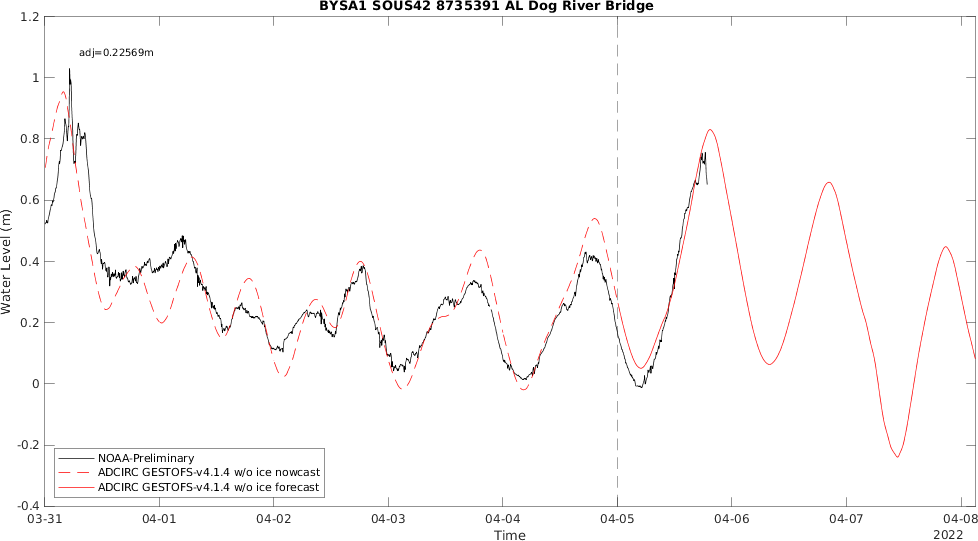 BYSA1 SOUS42 8735391 AL Dog River Bridge
adj=0.22569m
1.2
1
0.8
0.6
0.4
0.2
0
-0.2
-0.4
Water Level (m)
NOAA-Preliminary
ADCIRC GESTOFS-v4.1.4 w/o ice nowcast
ADCIRC GESTOFS-v4.1.4 w/o ice forecast
03-31 04-01 04-02 04-03 04-04 04-05 04-06 04-07 04-08
Time
2022